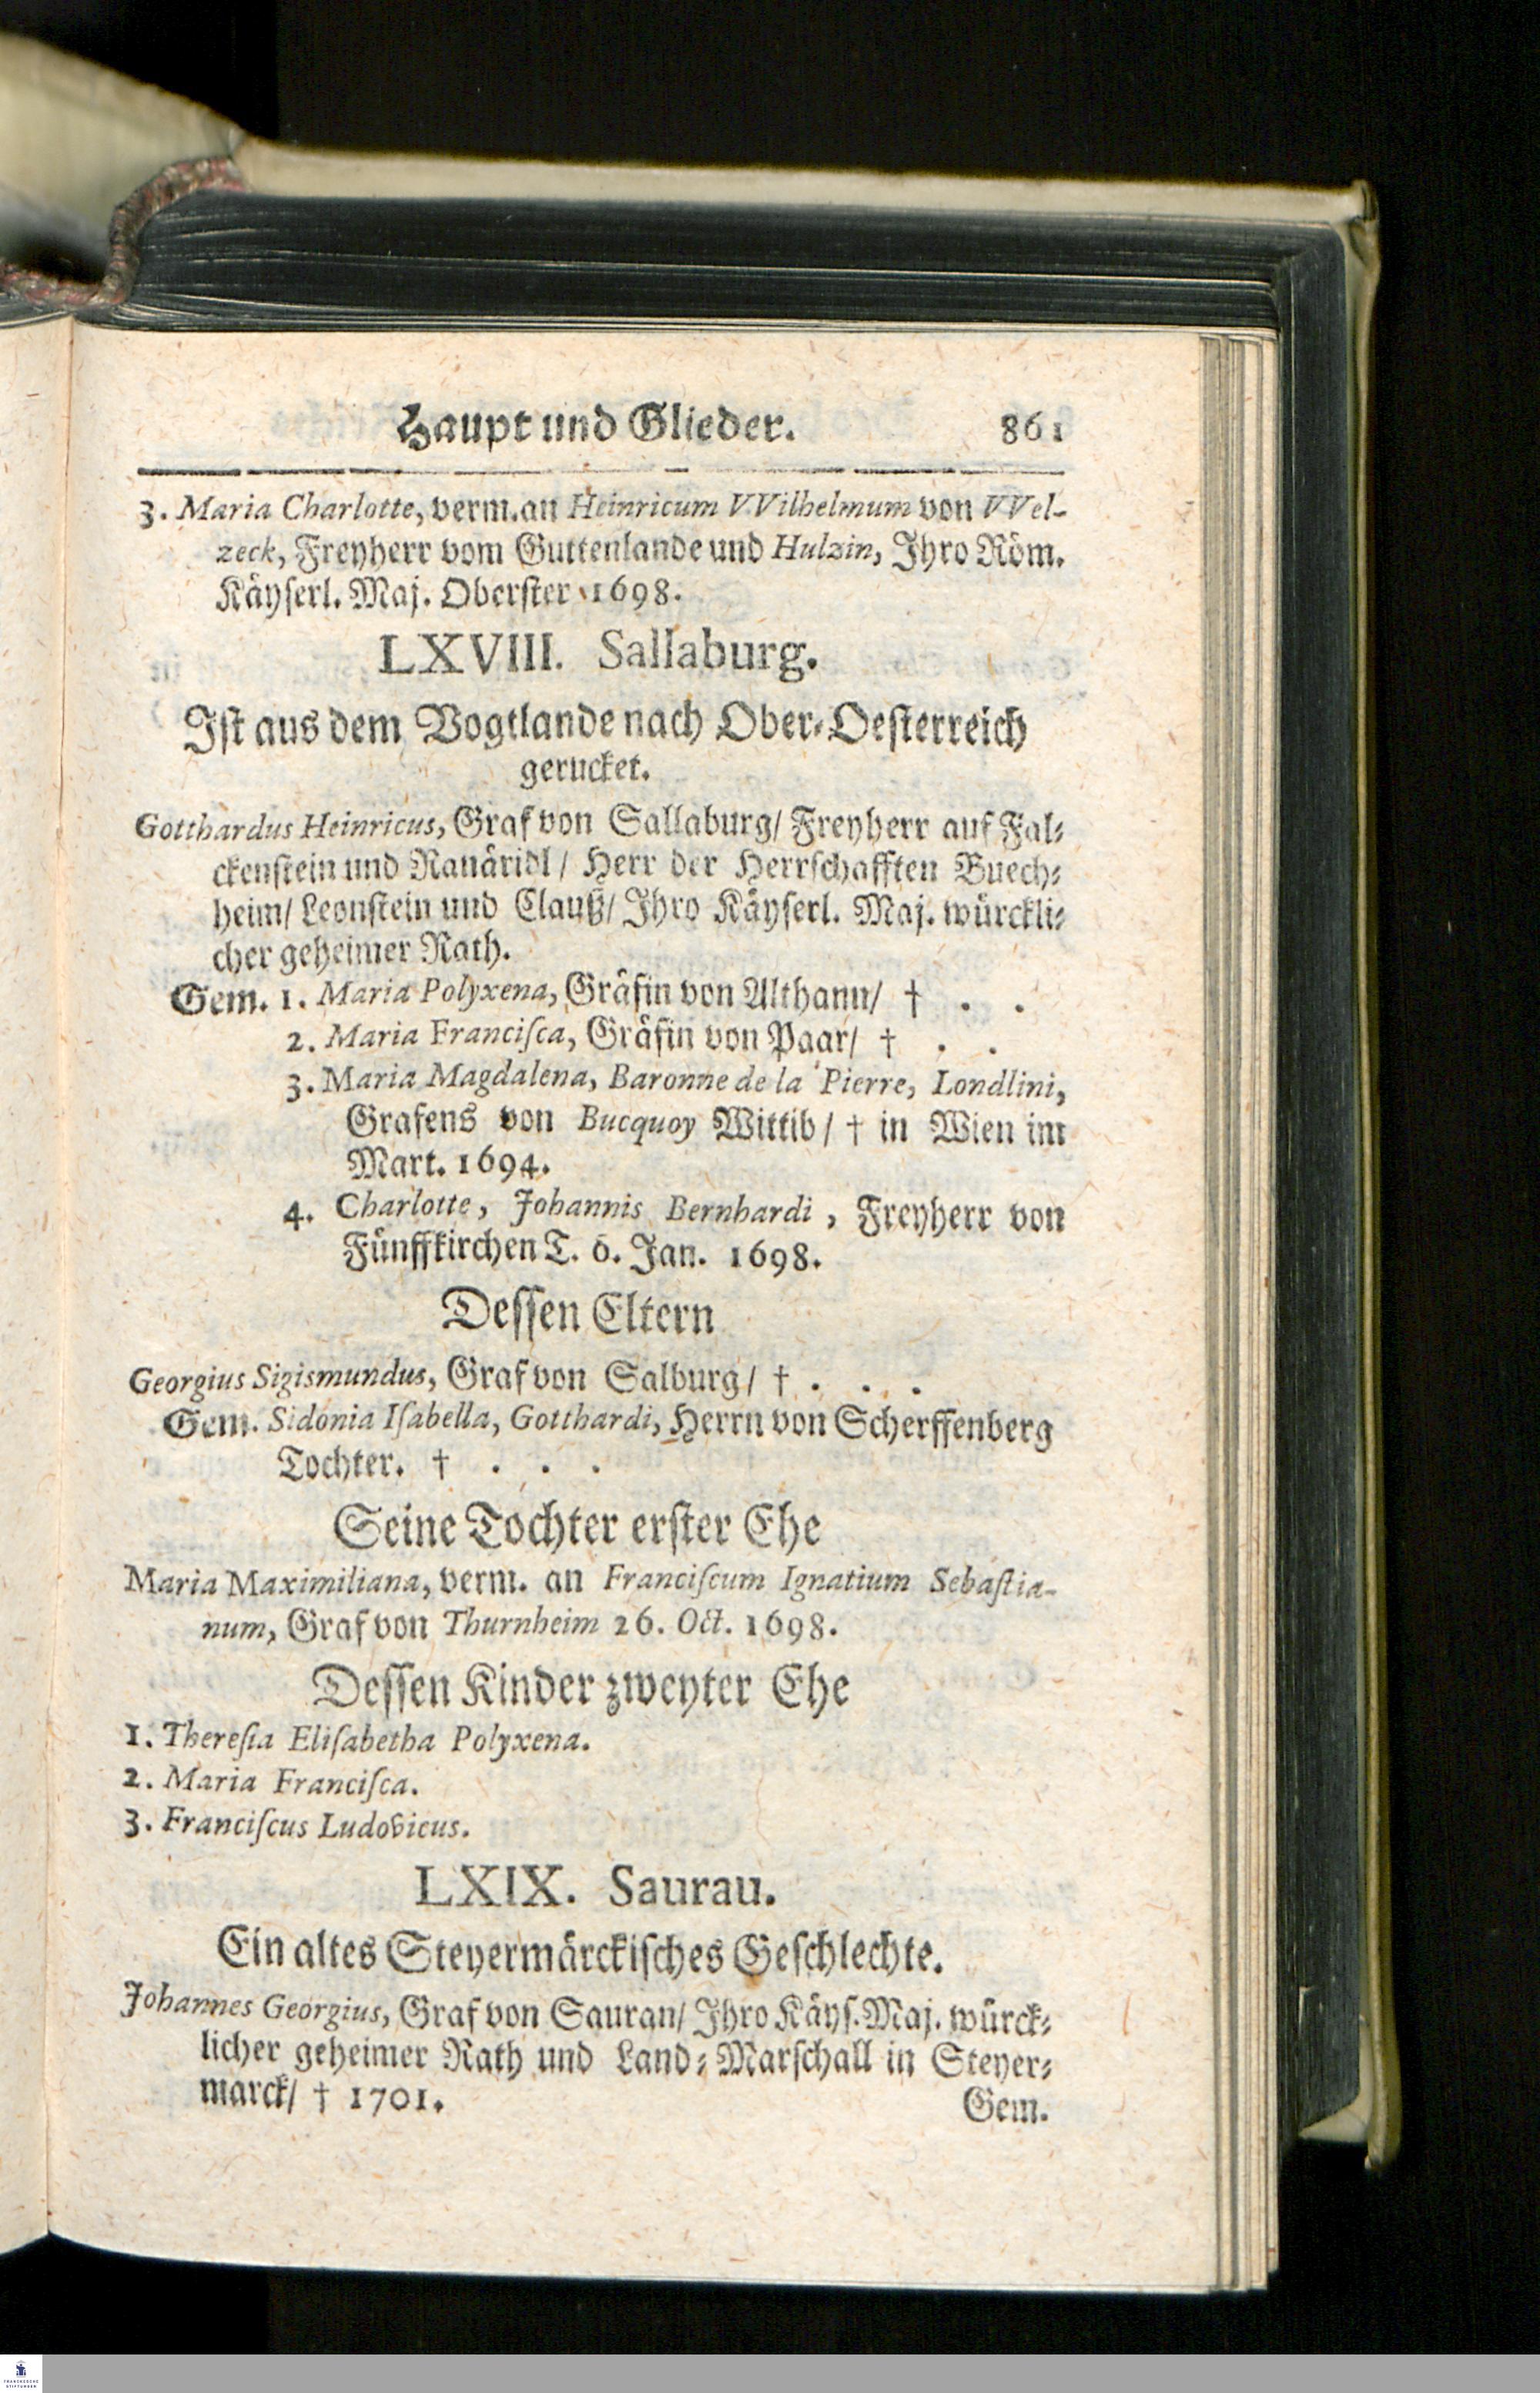 Haupt und Glieder. 861
3. Maria Charlotte, verm. an Heinricum VVilhelmum von VVel-
zeck, Freyherr vom Guttenlande und Hulzin, Ihro Röm.
Käyserl. Maj. Oberster 1698.
LXVIII. Sallaburg.
Ist aus dem Vogtlande nach Ober-Oesterreich
gerucket.
Gotthardus Heinricus, Graf von Sallaburg/ Freyherr auf Fal-
ckenstein und Ranäridl/ Herr der Herrschafften Buech-
heim/ Leonstein und Clauß/ Ihro Käyserl. Maj. würckli-
cher geheimer Rath.
Gem. 1. Maria Polyxena, Gräfin von Althann/ † . .
2. Maria Franciſca, Gräfin von Paar/ † . .
3. Maria Magdalena, Baronne de la Pierre, Londlini,
Grafens von Bucquoy Wittib/ † in Wien im
Mart. 1694.
4. Charlotte, Johannis Bernhardi, Freyherr von
Fünffkirchen T. 6. Jan. 1698.
Dessen Eltern
Georgius Sigismundus, Graf von Salburg/ † . . .
Gem. Sidonia Iſabella, Gotthardi, Herrn von Scherffenberg
Tochter. † . . .
Seine Tochter erster Ehe
Maria Maximiliana, verm. an Franciſcum Ignatium Sebaſtia-
num, Graf von Thurnheim 26. Oct. 1698.
Dessen Kinder zweyter Ehe
1. Thereſia Eliſabetha Polyxena.
2. Maria Franciſca.
3. Franciſcus Ludovicus.
LXIX. Saurau.
Ein altes Steyermärckisches Geschlechte.
Johannes Georgius, Graf von Sauran/ Ihro Käys. Maj. würck-
licher geheimer Rath und Land-Marschall in Steyer-
marck/ † 1701.
Gem.
FRANCKESCHE
STIFTUNGEN